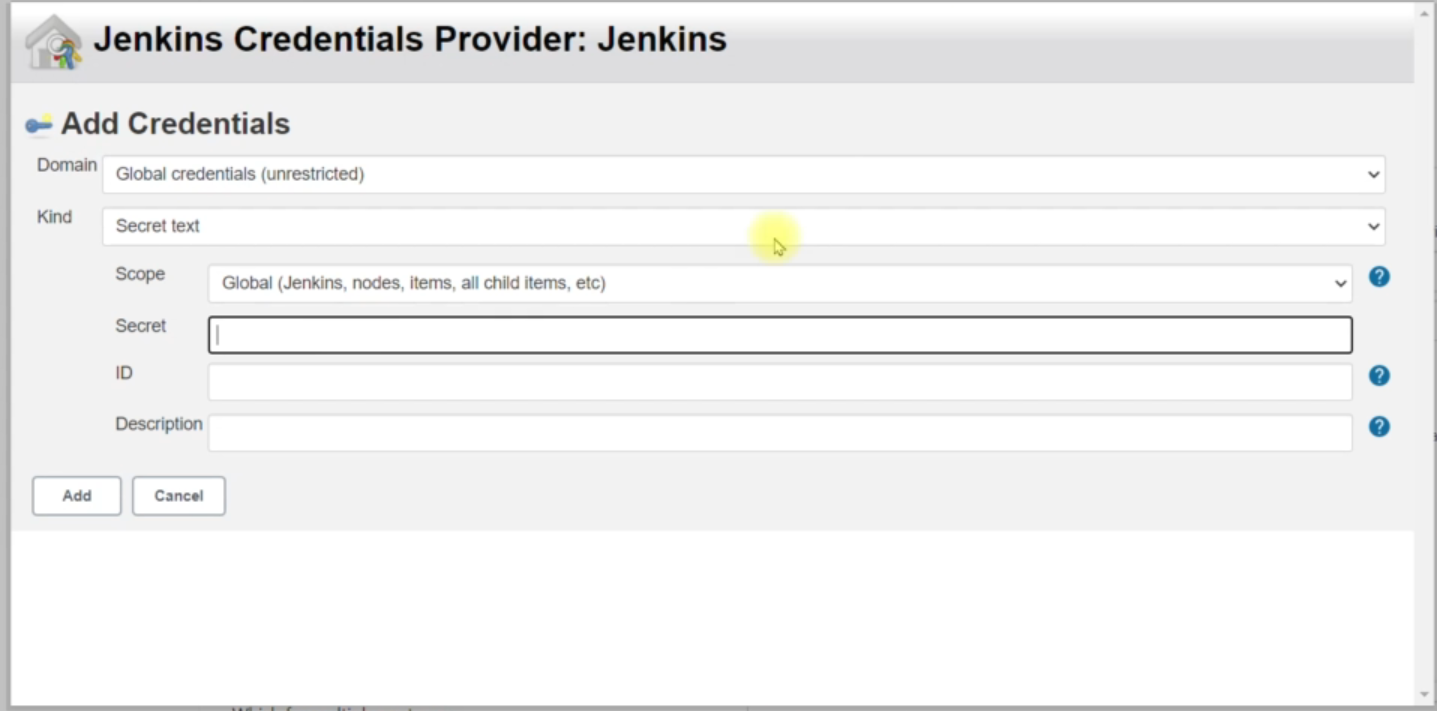 Jenkins Credentials Provider: Jenkins
Add Credentials
Domain Global credentials (unrestricted)
Kind Secret text
Scope Global (Jenkins, nodes, items, all child items, etc)
Secret
ID
Description
Add Cancel